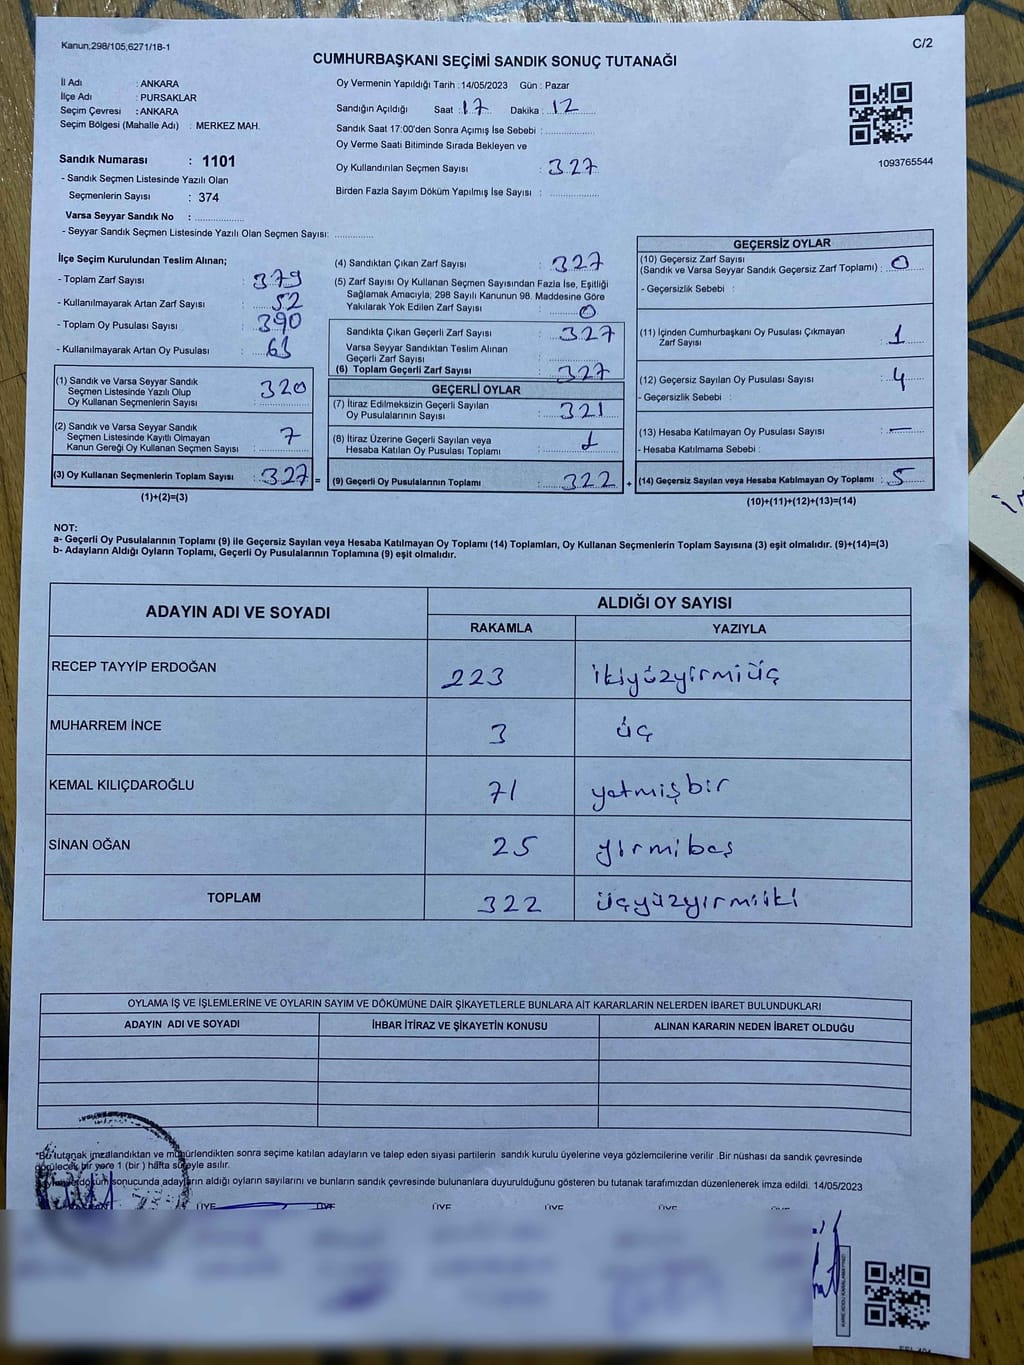 Kanun;298/105;6271/18-1
C/2
CUMHURBAŞKANI SEÇİMİ SANDIK SONUÇ TUTANAĞI
İl Adı : ANKARA
İlçe Adı : PURSAKLAR
Seçim Çevresi : ANKARA
Seçim Bölgesi (Mahalle Adı) : MERKEZ MAH.
Sandık Numarası : 1101
- Sandık Seçmen Listesinde Yazılı Olan
Seçmenlerin Sayısı : 374
Varsa Seyyar Sandık No : ................
- Seyyar Sandık Seçmen Listesinde Yazılı Olan Seçmen Sayısı: ............
Oy Vermenin Yapıldığı Tarih : 14/05/2023 Gün : Pazar
Sandığın Açıldığı Saat : 17 Dakika : 12
Sandık Saat 17:00'den Sonra Açımış İse Sebebi : ................
Oy Verme Saati Bitiminde Sırada Bekleyen ve
Oy Kullandırılan Seçmen Sayısı : 327
Birden Fazla Sayım Döküm Yapılmış İse Sayısı : ................
1093765544
İlçe Seçim Kurulundan Teslim Alınan;
- Toplam Zarf Sayısı : 379
- Kullanılmayarak Artan Zarf Sayısı : 52
- Toplam Oy Pusulası Sayısı : 390
- Kullanılmayarak Artan Oy Pusulası : 63
(1) Sandık ve Varsa Seyyar Sandık
Seçmen Listesinde Yazılı Olup
Oy Kullanan Seçmenlerin Sayısı : 320
(2) Sandık ve Varsa Seyyar Sandık
Seçmen Listesinde Kayıtlı Olmayan
Kanun Gereği Oy Kullanan Seçmen Sayısı : 7
(3) Oy Kullanan Seçmenlerin Toplam Sayısı : 327 =
(1)+(2)=(3)
(4) Sandıktan Çıkan Zarf Sayısı : 327
(5) Zarf Sayısı Oy Kullanan Seçmen Sayısından Fazla İse, Eşitliği
Sağlamak Amacıyla, 298 Sayılı Kanunun 98. Maddesine Göre
Yakılarak Yok Edilen Zarf Sayısı : 0
Sandıkta Çıkan Geçerli Zarf Sayısı : 327
Varsa Seyyar Sandıktan Teslim Alınan
Geçerli Zarf Sayısı :
(6) Toplam Geçerli Zarf Sayısı : 327
GEÇERLİ OYLAR
(7) İtiraz Edilmeksizin Geçerli Sayılan
Oy Pusulalarının Sayısı : 321
(8) İtiraz Üzerine Geçerli Sayılan veya
Hesaba Katılan Oy Pusulası Toplamı : 1
(9) Geçerli Oy Pusulalarının Toplamı : 322 +
GEÇERSİZ OYLAR
(10) Geçersiz Zarf Sayısı
(Sandık ve Varsa Seyyar Sandık Geçersiz Zarf Toplamı) : 0
- Geçersizlik Sebebi :
(11) İçinden Cumhurbaşkanı Oy Pusulası Çıkmayan
Zarf Sayısı : 1
(12) Geçersiz Sayılan Oy Pusulası Sayısı : 4
- Geçersizlik Sebebi :
(13) Hesaba Katılmayan Oy Pusulası Sayısı : —
- Hesaba Katılmama Sebebi :
(14) Geçersiz Sayılan veya Hesaba Katılmayan Oy Toplamı : 5
(10)+(11)+(12)+(13)=(14)
NOT:
a- Geçerli Oy Pusulalarının Toplamı (9) ile Geçersiz Sayılan veya Hesaba Katılmayan Oy Toplamı (14) Toplamları, Oy Kullanan Seçmenlerin Toplam Sayısına (3) eşit olmalıdır. (9)+(14)=(3)
b- Adayların Aldığı Oyların Toplamı, Geçerli Oy Pusulalarının Toplamına (9) eşit olmalıdır.
ADAYIN ADI VE SOYADI
ALDIĞI OY SAYISI
RAKAMLA YAZIYLA
RECEP TAYYİP ERDOĞAN 223 ikiyüzyirmiüç
MUHARREM İNCE 3 üç
KEMAL KILIÇDAROĞLU 71 yetmişbir
SİNAN OĞAN 25 yirmibeş
TOPLAM 322 üçyüzyirmiiki
OYLAMA İŞ VE İŞLEMLERİNE VE OYLARIN SAYIM VE DÖKÜMÜNE DAİR ŞİKAYETLERLE BUNLARA AİT KARARLARIN NELERDEN İBARET BULUNDUKLARI
ADAYIN ADI VE SOYADI İHBAR İTİRAZ VE ŞİKAYETİN KONUSU ALINAN KARARIN NEDEN İBARET OLDUĞU
*Bu tutanak imzalandıktan ve mühürlendikten sonra seçime katılan adayların ve talep eden siyasi partilerin sandık kurulu üyelerine veya gözlemcilerine verilir .Bir nüshası da sandık çevresinde
görülecek bir yere 1 (bir ) hafta süreyle asılır.
döküm sonucunda adayların aldığı oyların sayılarını ve bunların sandık çevresinde bulunanlara duyurulduğunu gösteren bu tutanak tarafımızdan düzenlenerek imza edildi. 14/05/2023
ÜYE ÜYE ÜYE ÜYE ÜYE ÜYE